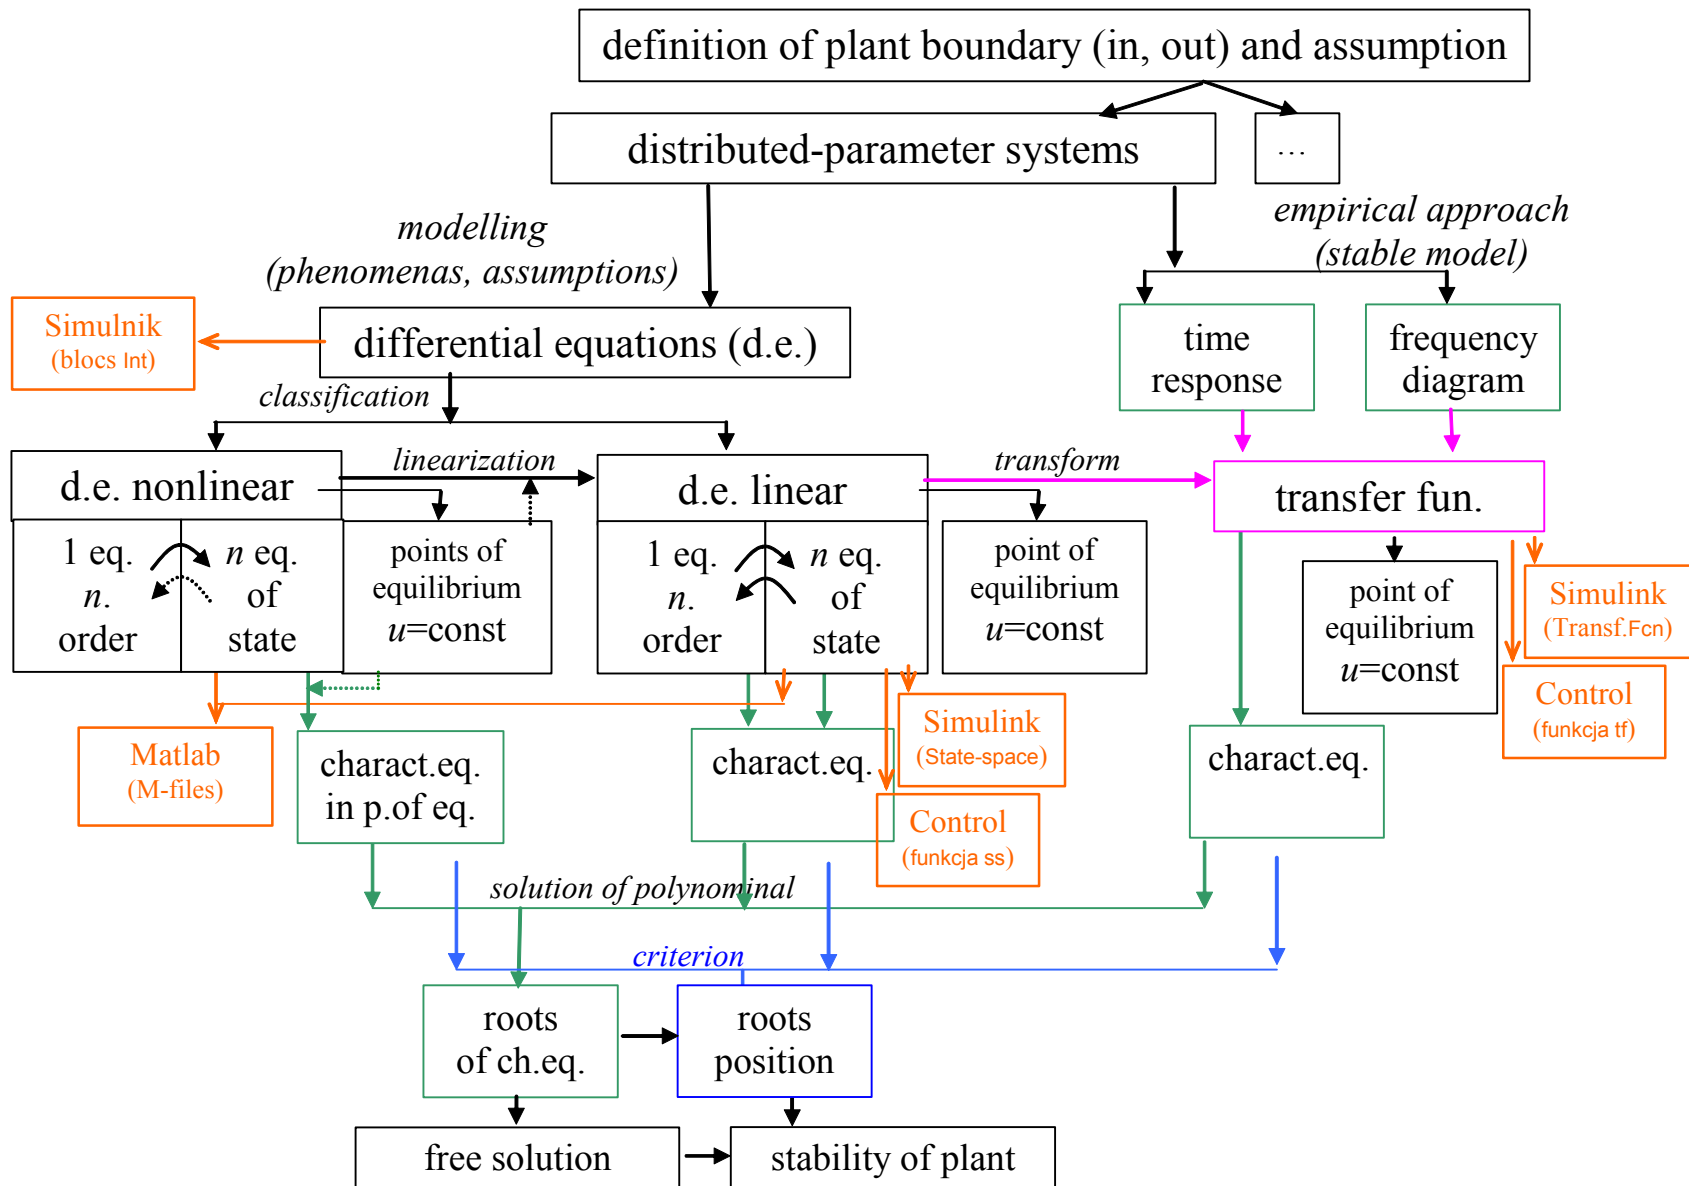 definition of plant boundary (in, out) and assumption
distributed-parameter systems
...
modelling
(phenomenas, assumptions)
empirical approach
(stable model)
Simulnik
(blocs Int)
differential equations (d.e.)
time
response
frequency
diagram
classification
d.e. nonlinear
linearization
d.e. linear
transform
transfer fun.
1 eq.
n.
order
n eq.
of
state
points of
equilibrium
u=const
1 eq.
n.
order
n eq.
of
state
point of
equilibrium
u=const
point of
equilibrium
u=const
Simulink
(Transf.Fcn)
Control
(funkcja tf)
Matlab
(M-files)
charact.eq.
in p.of eq.
charact.eq.
Simulink
(State-space)
Control
(funkcja ss)
charact.eq.
solution of polynominal
criterion
roots
of ch.eq.
roots
position
free solution
stability of plant